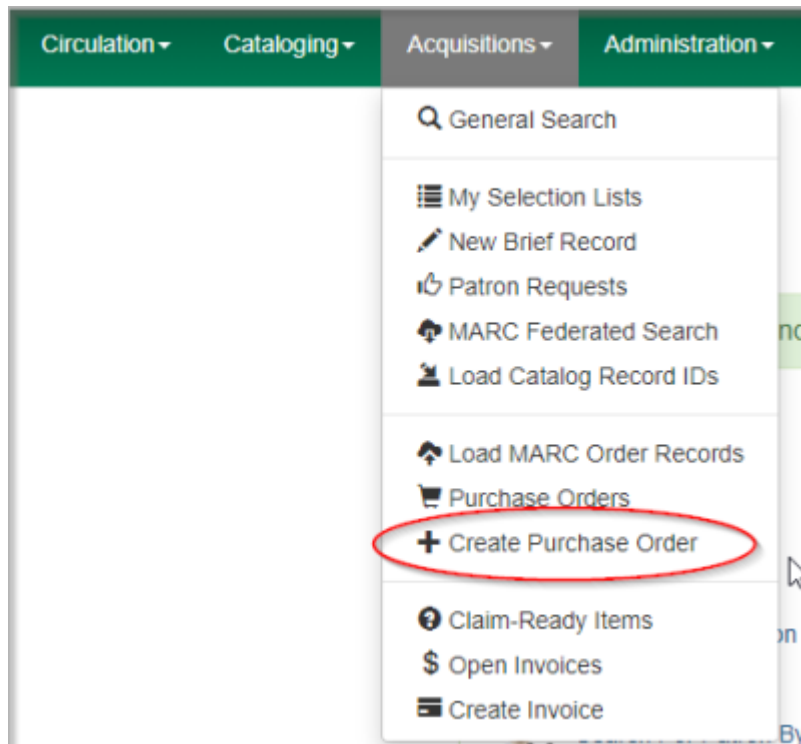 Circulation Cataloging Acquisitions Administration
General Search
My Selection Lists
New Brief Record
Patron Requests
MARC Federated Search
Load Catalog Record IDs
Load MARC Order Records
Purchase Orders
Create Purchase Order
Claim-Ready Items
$ Open Invoices
Create Invoice